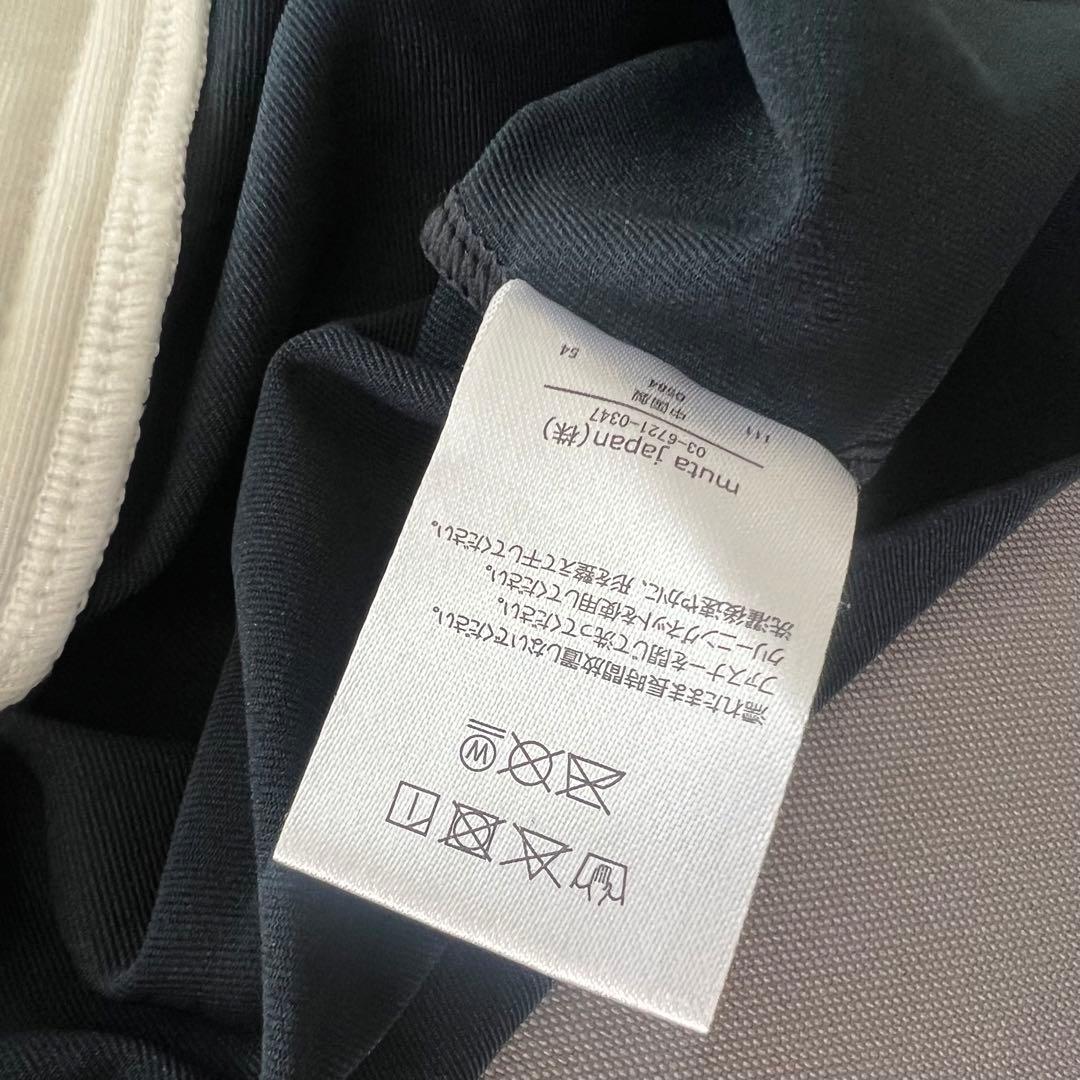 W
濡れたまま長時間放置しないでください。
ファスナーを閉じて洗ってください。
クリーニングネットを使用してください。
洗濯後速やかに、形を整えて干してください。
muta japan(株)
03-6721-0347
111 中国製 54